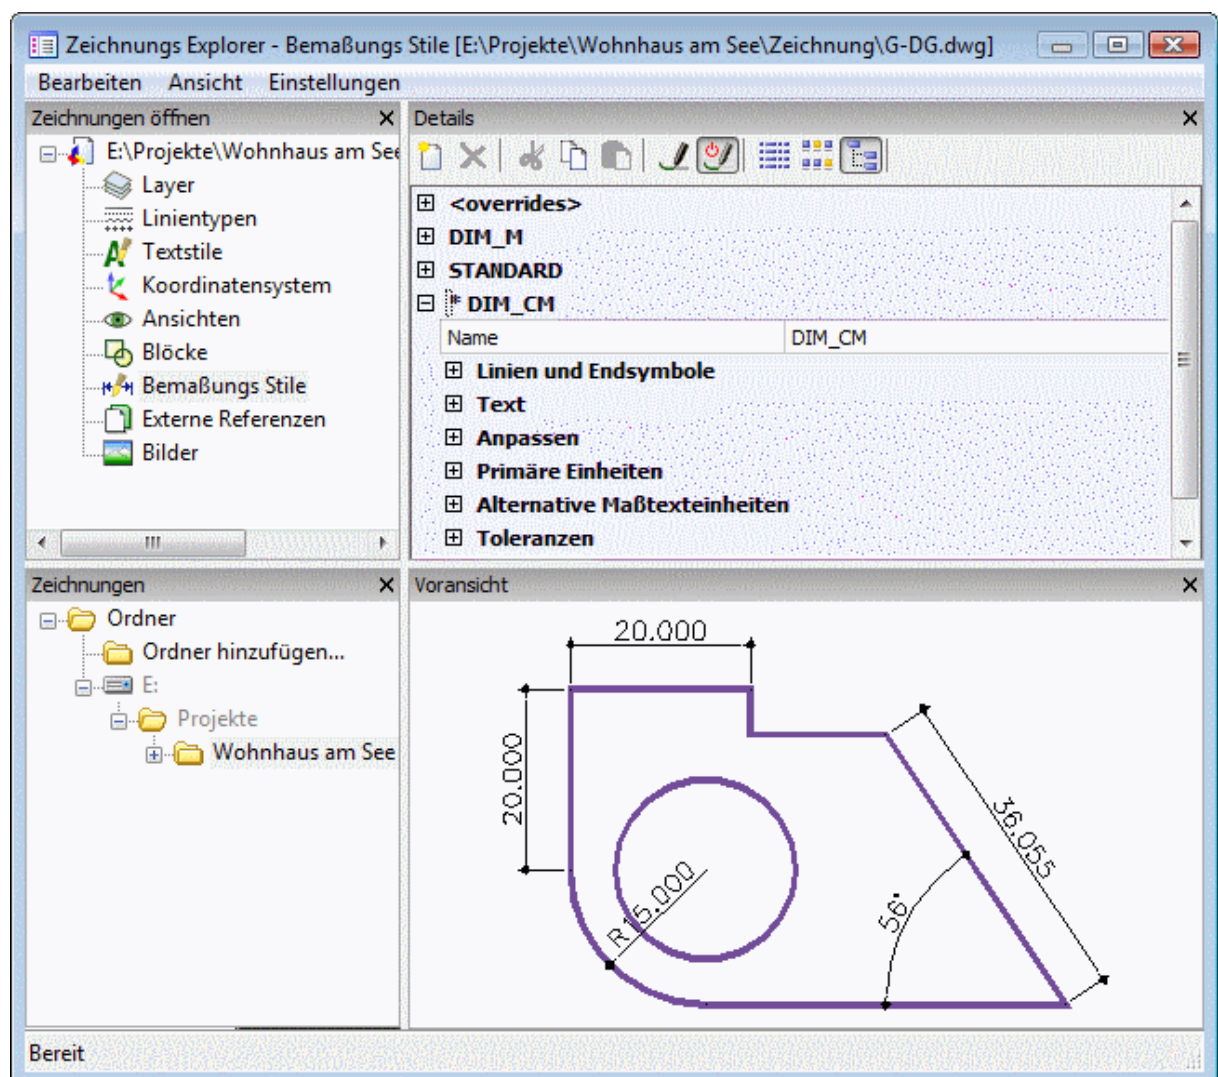 Zeichnungs Explorer - Bemaßungs Stile [E:\Projekte\Wohnhaus am See\Zeichnung\G-DG.dwg]
Bearbeiten Ansicht Einstellungen
Zeichnungen öffnen
E:\Projekte\Wohnhaus am See
Layer
Linientypen
Textstile
Koordinatensystem
Ansichten
Blöcke
Bemaßungs Stile
Externe Referenzen
Bilder
Details
<overrides>
DIM_M
STANDARD
DIM_CM
Name DIM_CM
Linien und Endsymbole
Text
Anpassen
Primäre Einheiten
Alternative Maßtexteinheiten
Toleranzen
Zeichnungen
Ordner
Ordner hinzufügen...
E:
Projekte
Wohnhaus am See
Voransicht
20.000
20.000
R15.000
56°
36.055
Bereit